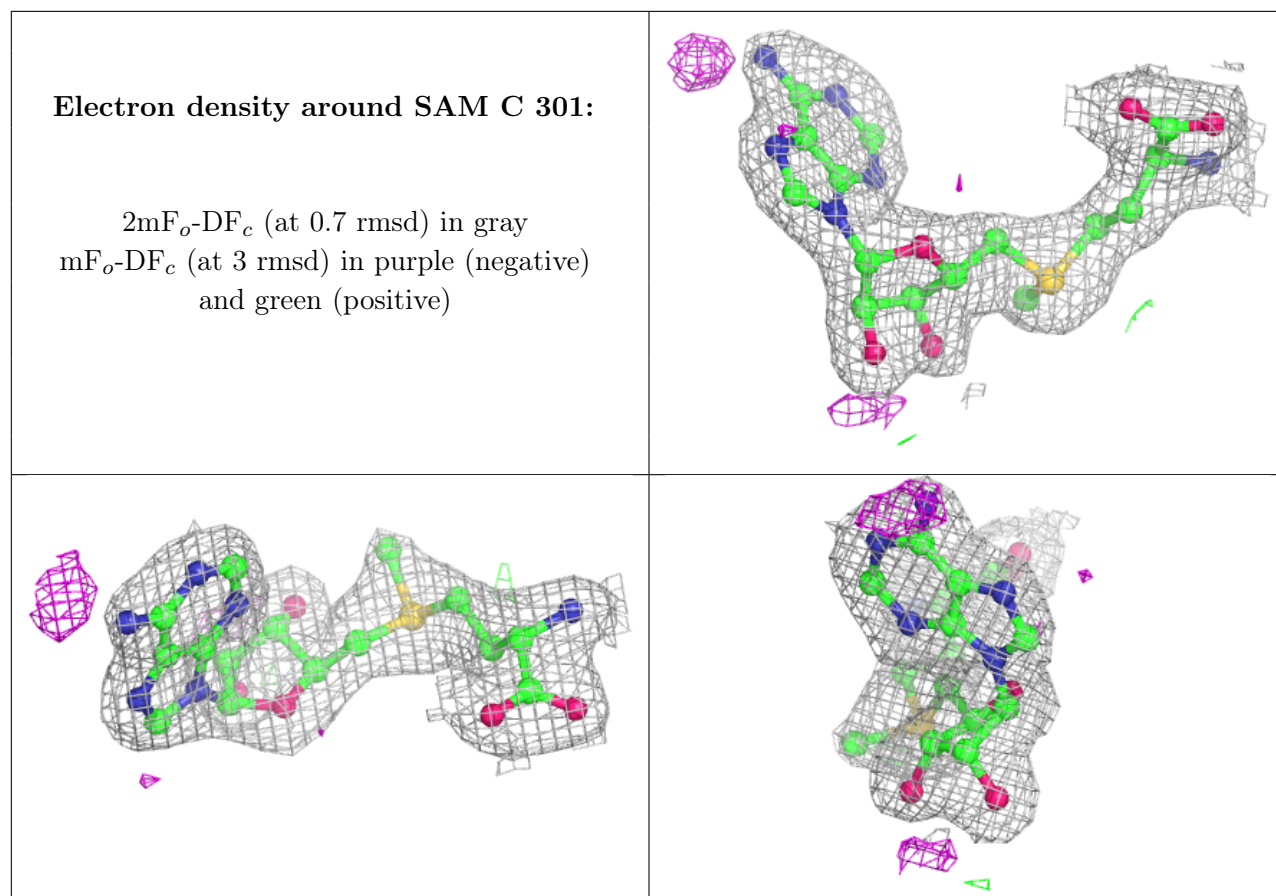 Electron density around SAM C 301:
2mFo-DFc (at 0.7 rmsd) in gray
mFo-DFc (at 3 rmsd) in purple (negative)
and green (positive)